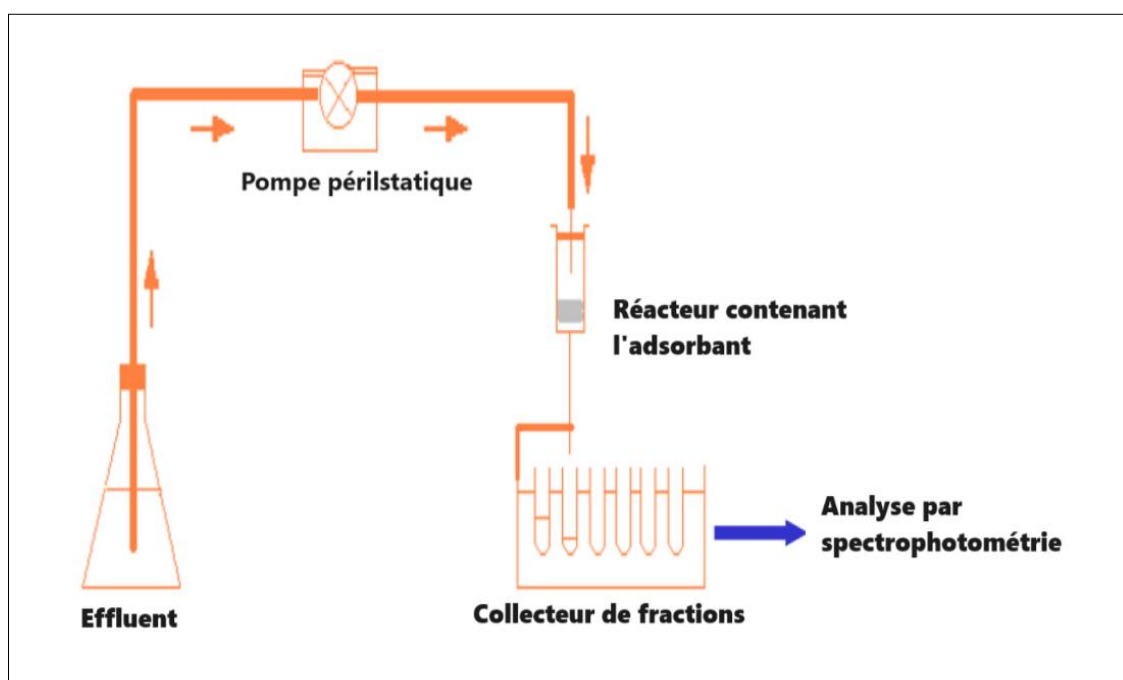 Pompe périlstatique
Réacteur contenant
l'adsorbant
Analyse par
spectrophotométrie
Effluent
Collecteur de fractions